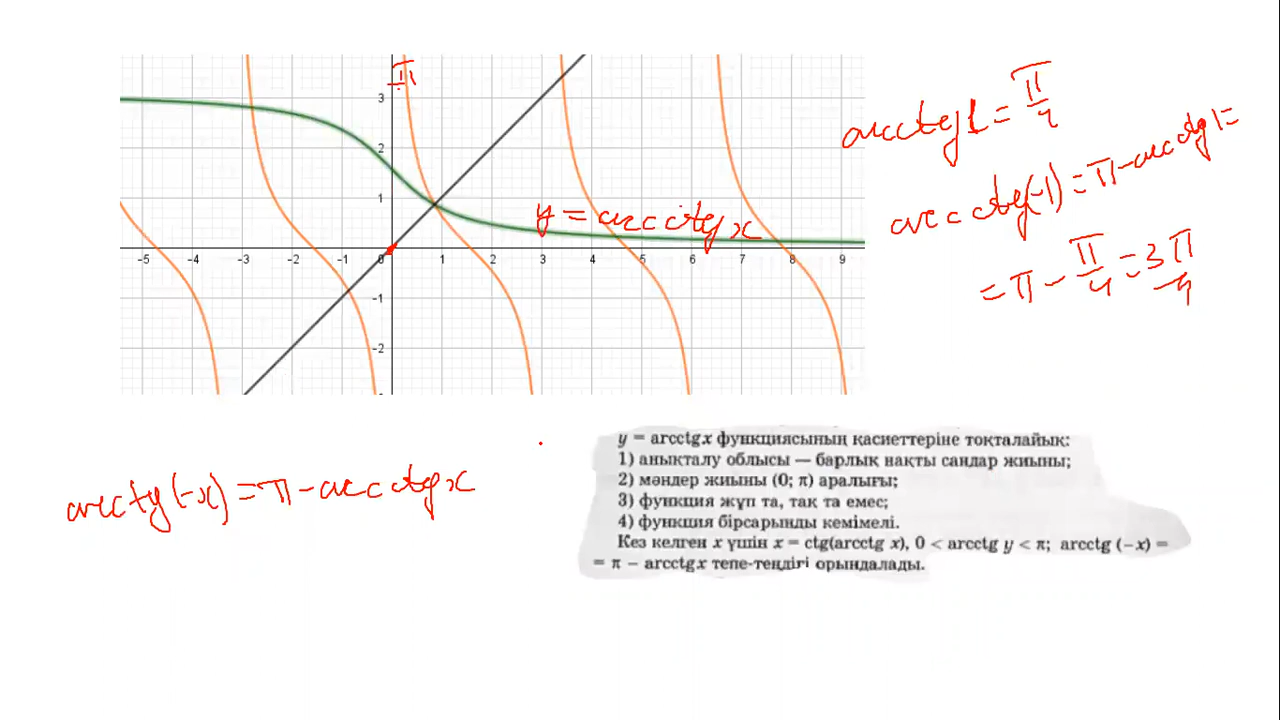 π
3
2
1
-5 -4 -3 -2 -1 0 1 2 3 4 5 6 7 8 9
-1
-2
y = arcctg x
arcctg 1 = π/4
arcctg(-1) = π - arcctg 1 =
= π - π/4 = 3π/4
arcctg(-x) = π - arcctg x
y = arcctgx функциясының қасиеттеріне тоқталайық:
1) анықталу облысы — барлық нақты сандар жиыны;
2) мәндер жиыны (0; π) аралығы;
3) функция жұп та, тақ та емес;
4) функция бірсарынды кемімелі.
Кез келген x үшін x = ctg(arcctg x), 0 < arcctg y < π; arcctg (−x) =
= π − arcctgx тепе-теңдігі орындалады.